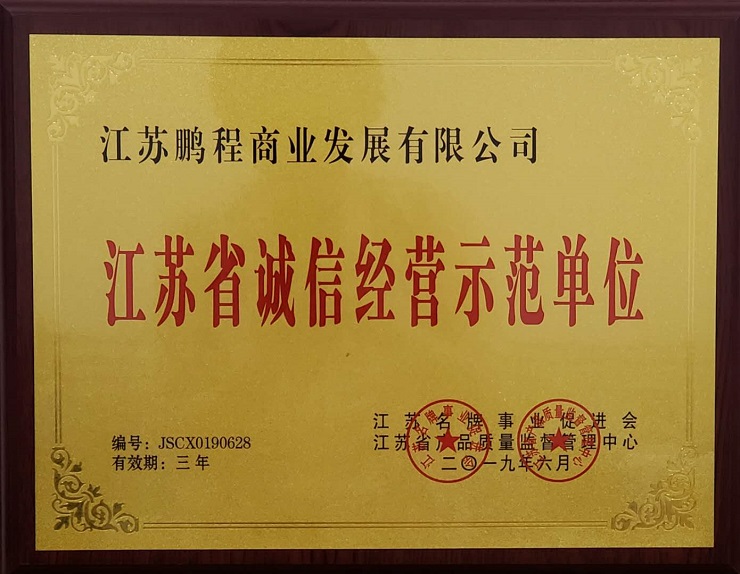 江苏鹏程商业发展有限公司
江苏省诚信经营示范单位
江苏名牌事业促进会
江苏省产品质量监督管理中心
二〇一九年六月
编号：JSCX0190628
有效期：三年